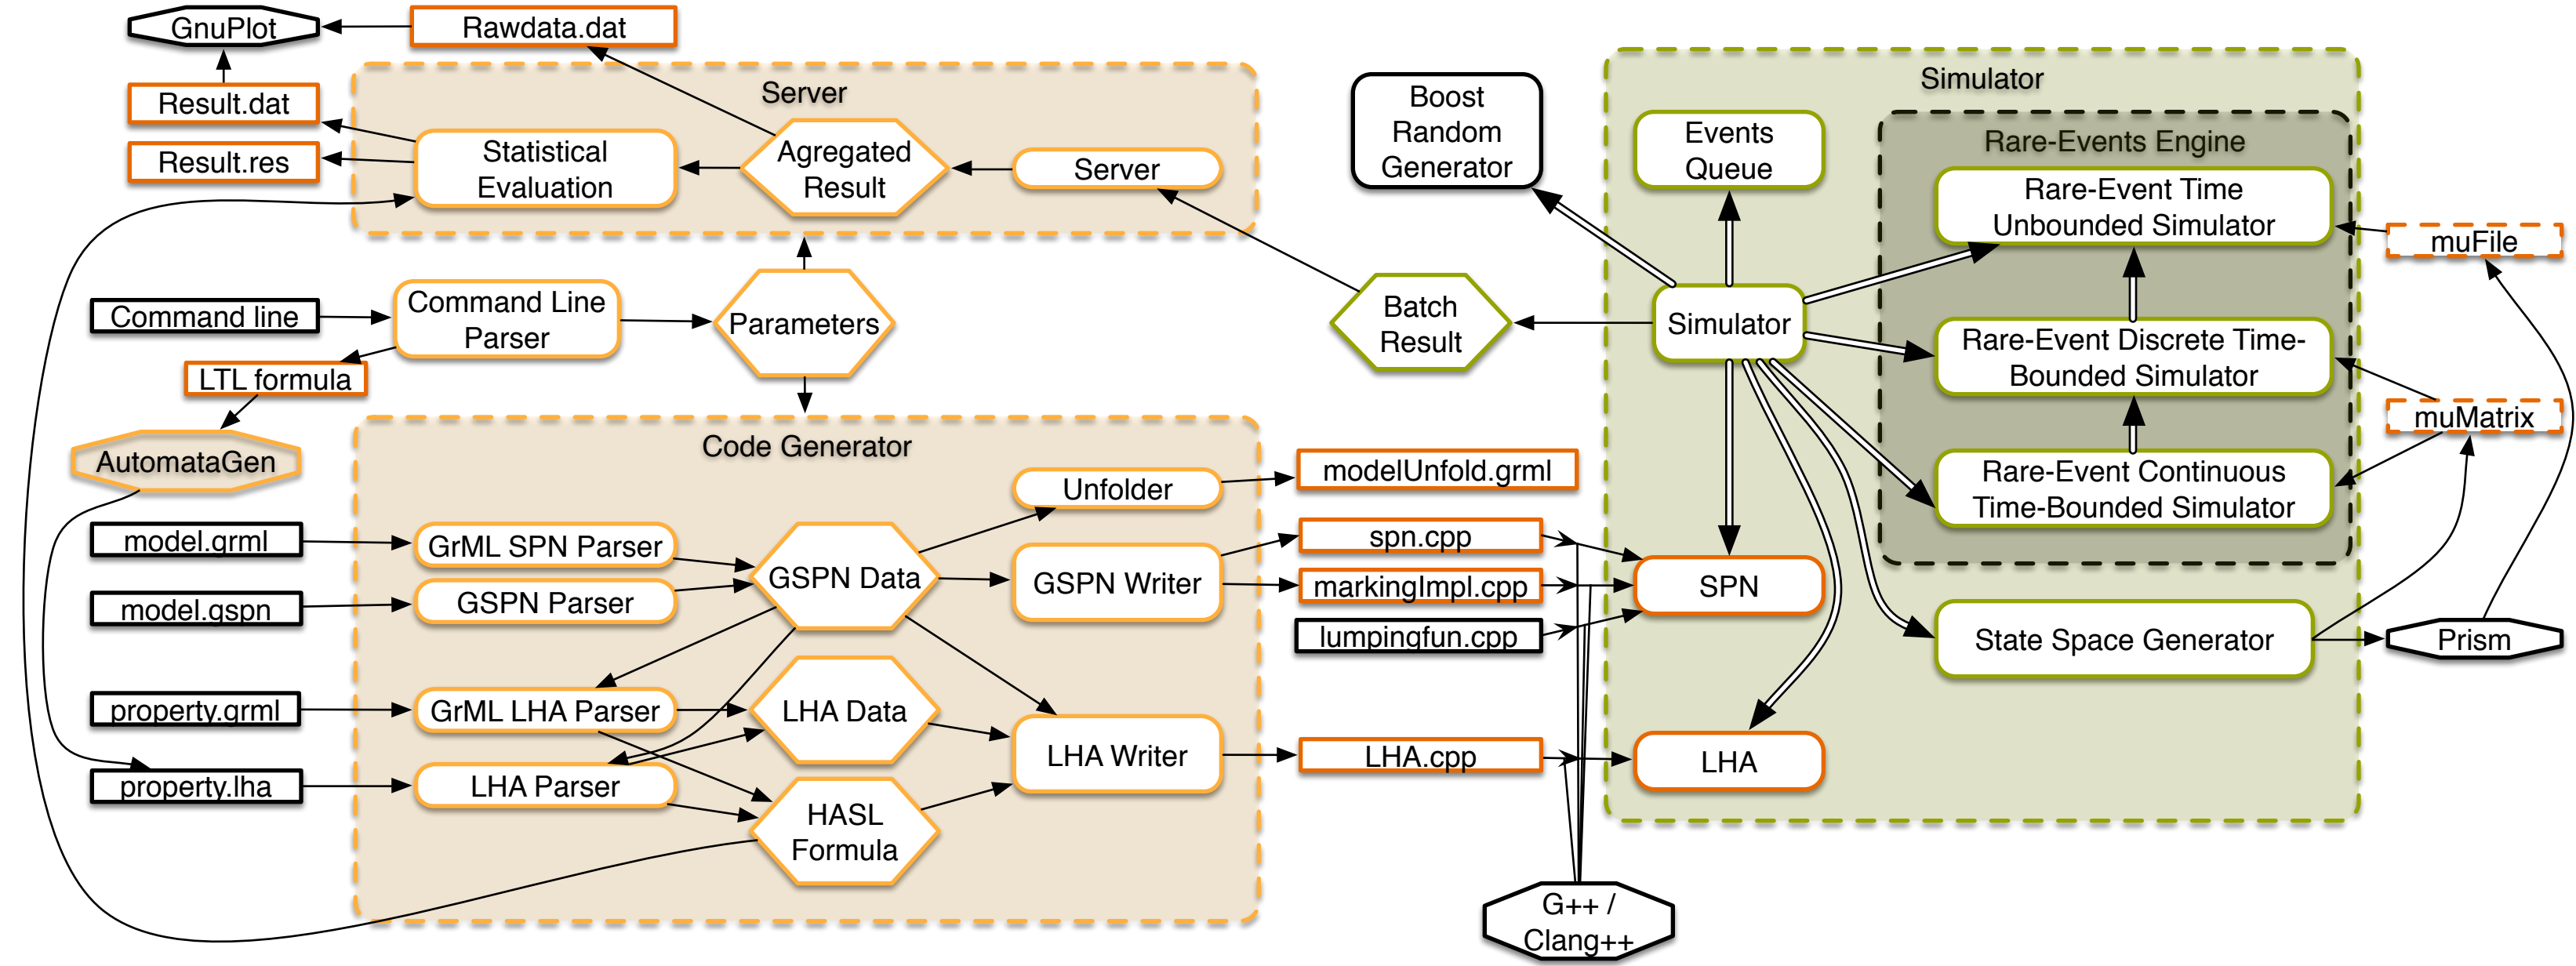 GnuPlot
Rawdata.dat
Result.dat
Result.res
Server
Statistical
Evaluation
Agregated
Result
Server
Command line
Command Line
Parser
Parameters
LTL formula
AutomataGen
Code Generator
model.grml
model.gspn
property.grml
property.lha
GrML SPN Parser
GSPN Parser
GrML LHA Parser
LHA Parser
GSPN Data
LHA Data
HASL
Formula
Unfolder
GSPN Writer
LHA Writer
modelUnfold.grml
spn.cpp
markingImpl.cpp
lumpingfun.cpp
LHA.cpp
G++ /
Clang++
Boost
Random
Generator
Batch
Result
Simulator
Events
Queue
Simulator
SPN
LHA
Rare-Events Engine
Rare-Event Time
Unbounded Simulator
Rare-Event Discrete Time-
Bounded Simulator
Rare-Event Continuous
Time-Bounded Simulator
State Space Generator
muFile
muMatrix
Prism